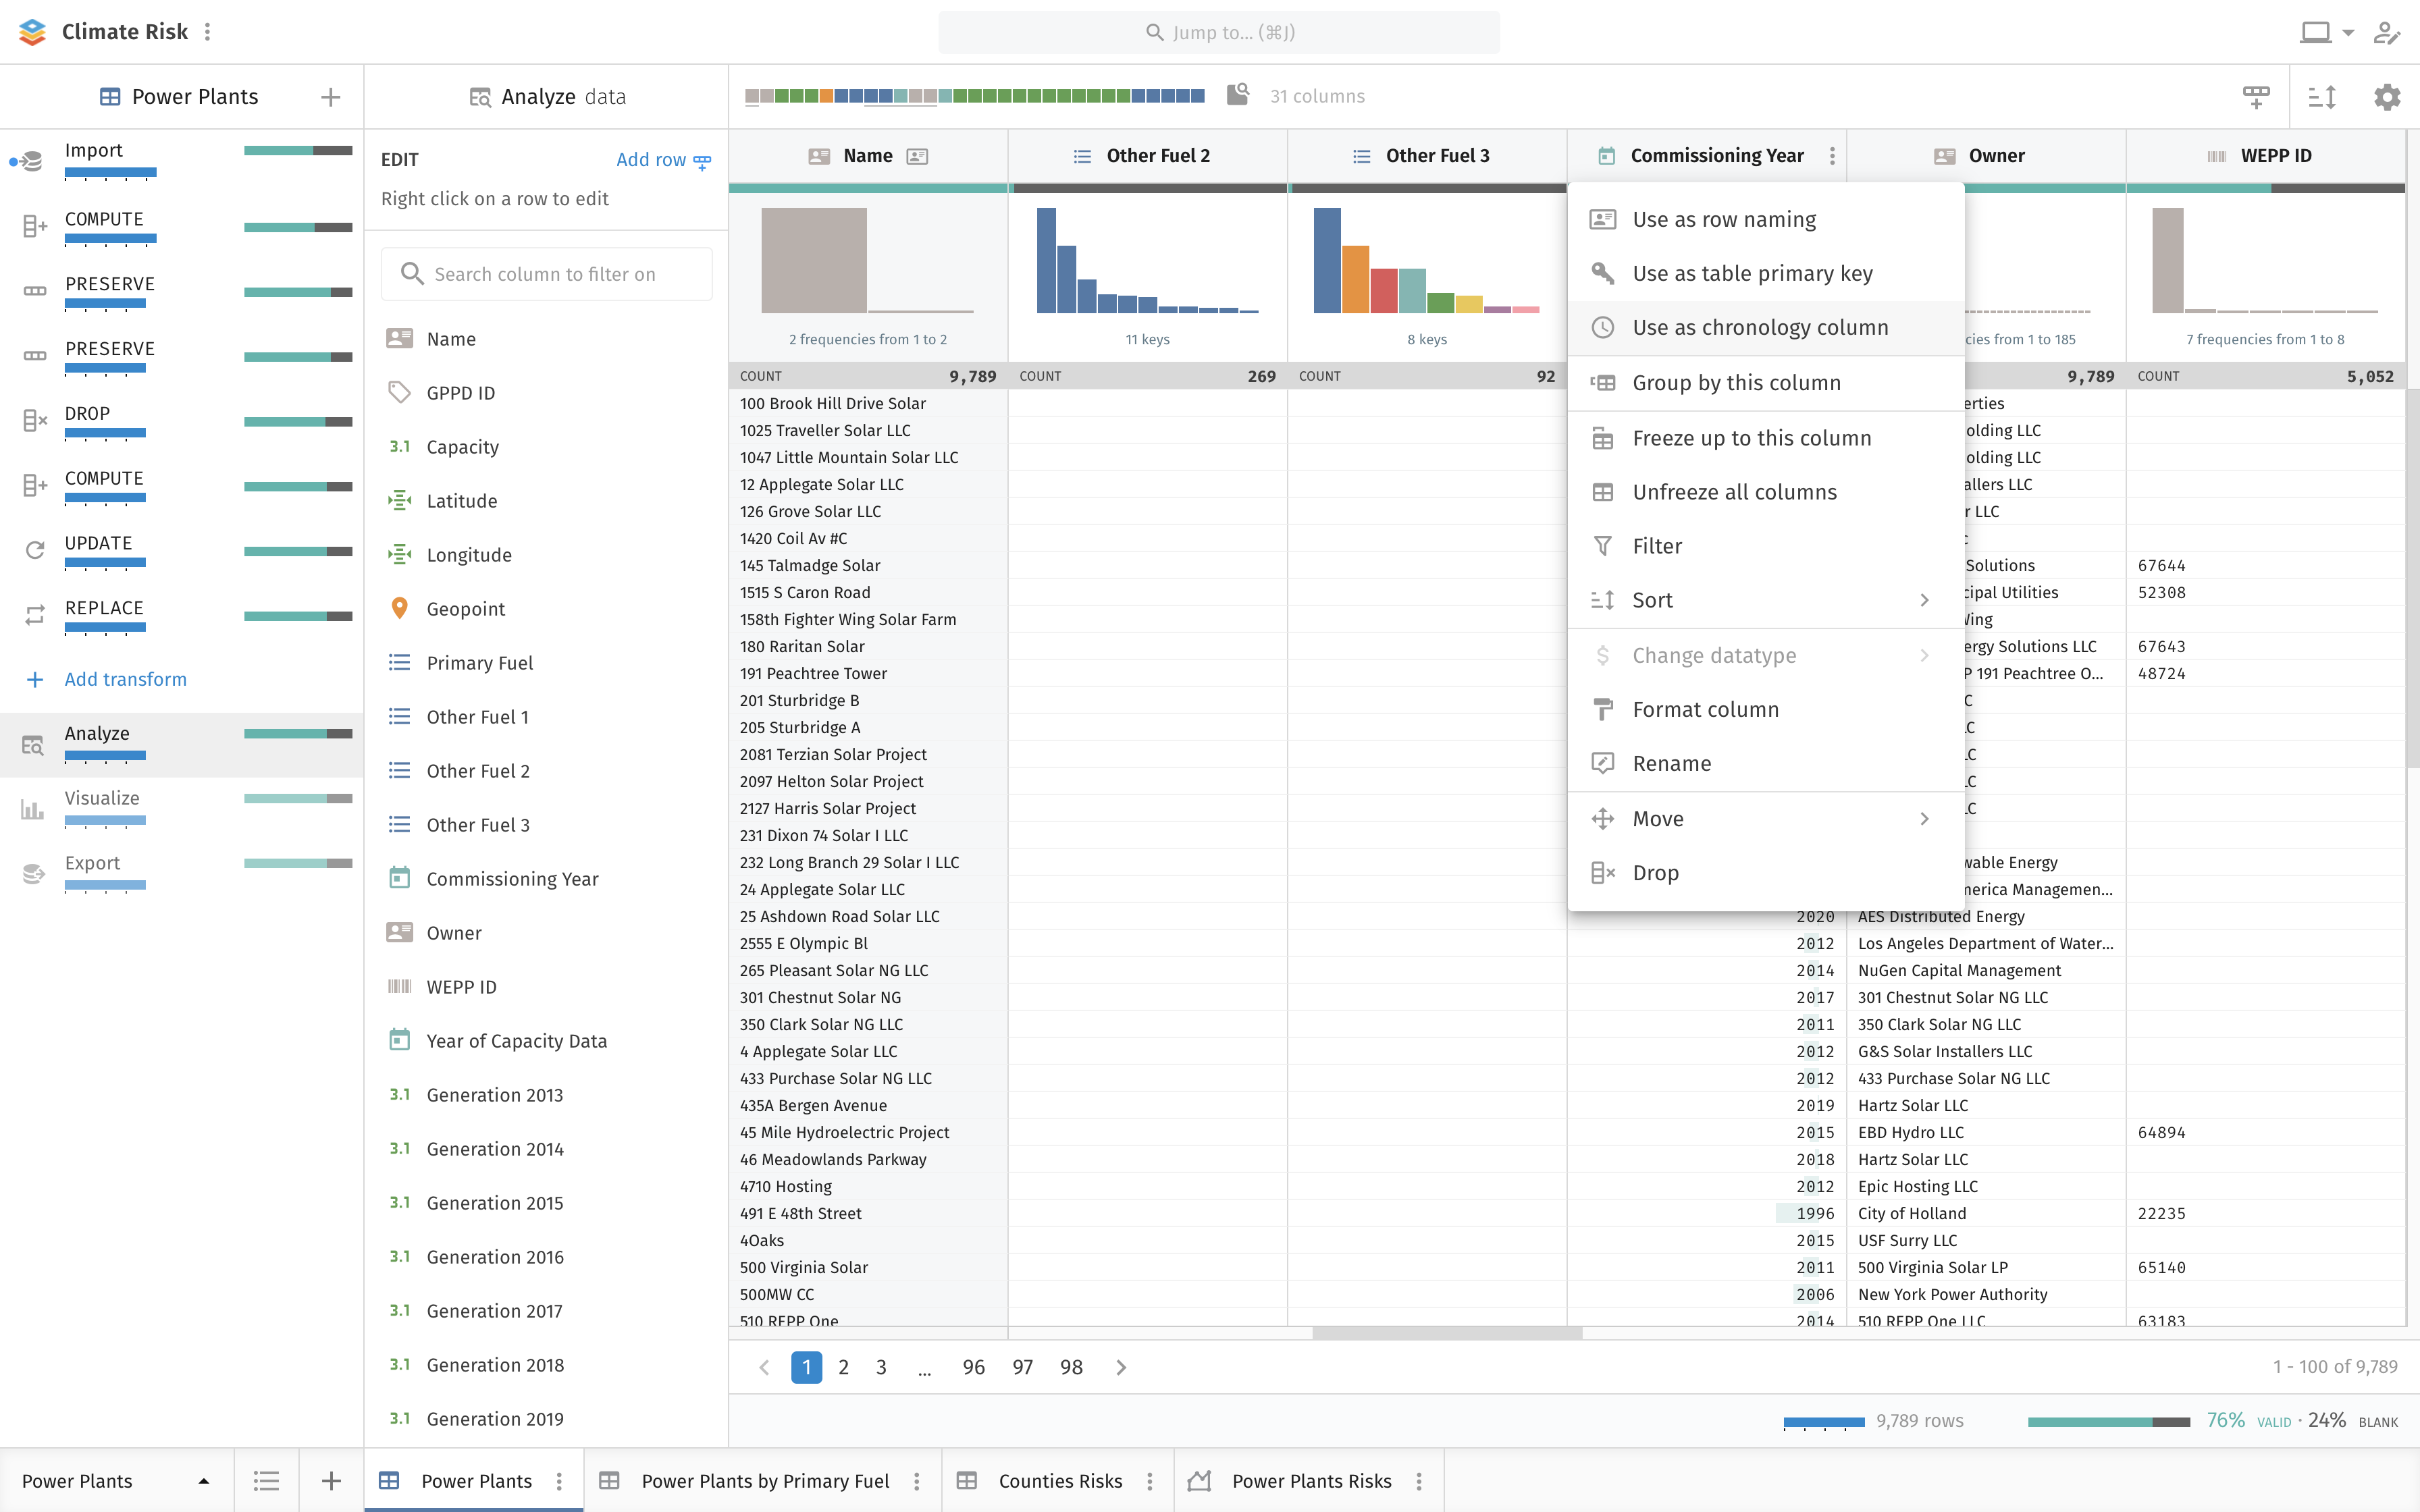 Climate Risk
Jump to... (⌘J)
Power Plants
Analyze data
31 columns
Import
COMPUTE
PRESERVE
PRESERVE
DROP
COMPUTE
UPDATE
REPLACE
Add transform
Analyze
Visualize
Export
EDIT
Add row
Right click on a row to edit
Search column to filter on
Name
GPPD ID
3.1 Capacity
Latitude
Longitude
Geopoint
Primary Fuel
Other Fuel 1
Other Fuel 2
Other Fuel 3
Commissioning Year
Owner
WEPP ID
Year of Capacity Data
3.1 Generation 2013
3.1 Generation 2014
3.1 Generation 2015
3.1 Generation 2016
3.1 Generation 2017
3.1 Generation 2018
3.1 Generation 2019
Name Other Fuel 2 Other Fuel 3 Commissioning Year Owner WEPP ID
2 frequencies from 1 to 2 11 keys 8 keys cies from 1 to 185 7 frequencies from 1 to 8
COUNT 9,789 COUNT 269 COUNT 92 9,789 COUNT 5,052
Use as row naming
Use as table primary key
Use as chronology column
Group by this column
Freeze up to this column
Unfreeze all columns
Filter
Sort
Change datatype
Format column
Rename
Move
Drop
100 Brook Hill Drive Solar erties
1025 Traveller Solar LLC olding LLC
1047 Little Mountain Solar LLC olding LLC
12 Applegate Solar LLC allers LLC
126 Grove Solar LLC r LLC
1420 Coil Av #C
145 Talmadge Solar Solutions 67644
1515 S Caron Road cipal Utilities 52308
158th Fighter Wing Solar Farm Wing
180 Raritan Solar ergy Solutions LLC 67643
191 Peachtree Tower P 191 Peachtree O... 48724
201 Sturbridge B C
205 Sturbridge A LC
2081 Terzian Solar Project LC
2097 Helton Solar Project LC
2127 Harris Solar Project LC
231 Dixon 74 Solar I LLC
232 Long Branch 29 Solar I LLC wable Energy
24 Applegate Solar LLC merica Managemen...
25 Ashdown Road Solar LLC 2020 AES Distributed Energy
2555 E Olympic Bl 2012 Los Angeles Department of Water...
265 Pleasant Solar NG LLC 2014 NuGen Capital Management
301 Chestnut Solar NG 2017 301 Chestnut Solar NG LLC
350 Clark Solar NG LLC 2011 350 Clark Solar NG LLC
4 Applegate Solar LLC 2012 G&S Solar Installers LLC
433 Purchase Solar NG LLC 2012 433 Purchase Solar NG LLC
435A Bergen Avenue 2019 Hartz Solar LLC
45 Mile Hydroelectric Project 2015 EBD Hydro LLC 64894
46 Meadowlands Parkway 2018 Hartz Solar LLC
4710 Hosting 2012 Epic Hosting LLC
491 E 48th Street 1996 City of Holland 22235
4Oaks 2015 USF Surry LLC
500 Virginia Solar 2011 500 Virginia Solar LP 65140
500MW CC 2006 New York Power Authority
510 REPP One 2014 510 REPP One LLC 63183
1 2 3 ... 96 97 98
1 - 100 of 9,789
9,789 rows 76% VALID · 24% BLANK
Power Plants
Power Plants
Power Plants by Primary Fuel
Counties Risks
Power Plants Risks